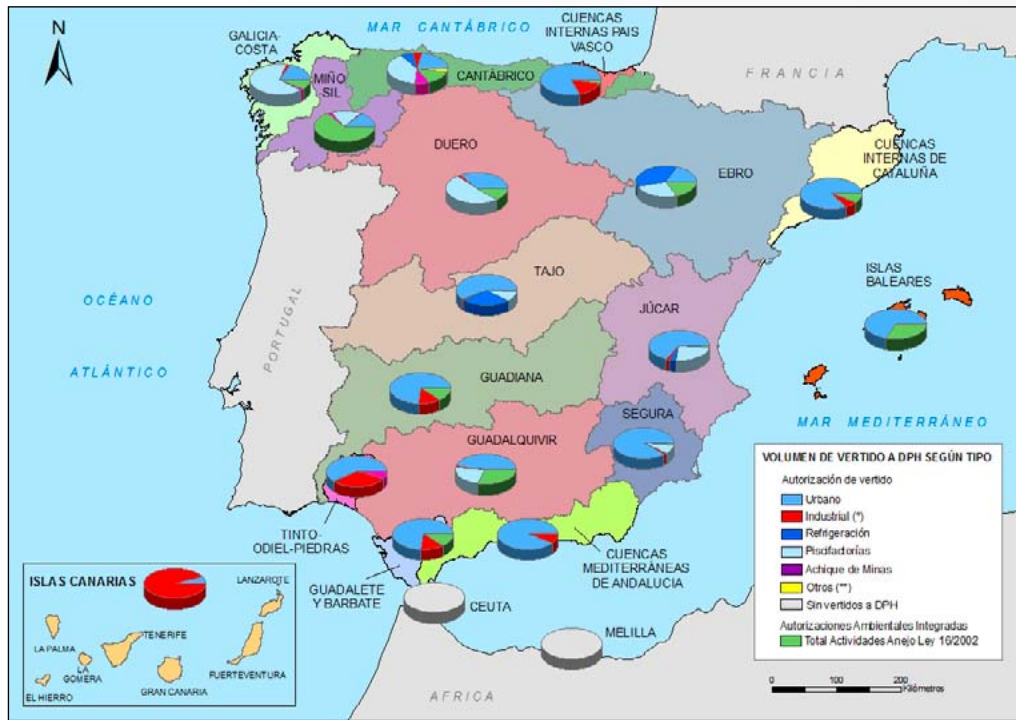 N
MAR CANTÁBRICO
GALICIA-
COSTA
MIÑO
SIL
CANTÁBRICO
CUENCAS
INTERNAS PAIS
VASCO
FRANCIA
DUERO
EBRO
CUENCAS
INTERNAS DE
CATALUÑA
TAJO
ISLAS
BALEARES
OCÉANO
ATLÁNTICO
PORTUGAL
JÚCAR
GUADIANA
SEGURA
MAR MEDITERRÁNEO
GUADALQUIVIR
TINTO-
ODIEL-PIEDRAS
GUADALETE
Y BARBATE
CUENCAS
MEDITERRÁNEAS
DE ANDALUCIA
CEUTA
MELILLA
AFRICA
ISLAS CANARIAS
LANZAROTE
LA PALMA
TENERIFE
LA
GOMERA
EL HIERRO
GRAN CANARIA
FUERTEVENTURA
VOLUMEN DE VERTIDO A DPH SEGÚN TIPO
Autorización de vertido
Urbano
Industrial (*)
Refrigeración
Piscifactorías
Achique de Minas
Otros (**)
Sin vertidos a DPH
Autorizaciones Ambientales Integradas
Total Actividades Anejo Ley 16/2002
0 100 200
Kilómetros